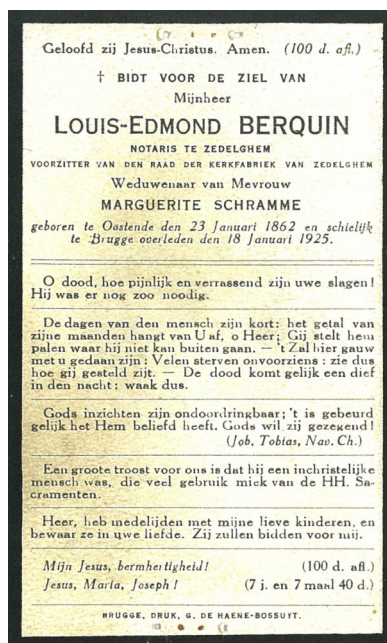 Geloofd zij Jesus-Christus. Amen. (100 d. afl.)
† BIDT VOOR DE ZIEL VAN
Mijnheer
LOUIS-EDMOND BERQUIN
NOTARIS TE ZEDELGHEM
VOORZITTER VAN DEN RAAD DER KERKFABRIEK VAN ZEDELGHEM
Weduwenaar van Mevrouw
MARGUERITE SCHRAMME
geboren te Oostende den 23 Januari 1862 en schielijk
te Brugge overleden den 18 Januari 1925.
O dood, hoe pijnlijk en verrassend zijn uwe slagen!
Hij was er nog zoo noodig.
De dagen van den mensch zijn kort: het getal van
zijne maanden hangt van U af, o Heer; Gij stelt hem
palen waar hij niet kan buiten gaan. — 't Zal hier gauw
met u gedaan zijn: Velen sterven onvoorziens: zie dus
hoe gij gesteld zijt. — De dood komt gelijk een dief
in den nacht: waak dus.
Gods inzichten zijn ondoordringbaar; 't is gebeurd
gelijk het Hem beliefd heeft. Gods wil zij gezegend!
(Job, Tobias, Nav. Ch.)
Een groote troost voor ons is dat hij een inchristelijke
mensch was, die veel gebruik miek van de HH. Sa-
cramenten.
Heer, heb medelijden met mijne lieve kinderen, en
bewaar ze in uwe liefde. Zij zullen bidden voor mij.
Mijn Jesus, bermhertigheid! (100 d. afl.)
Jesus, Maria, Joseph! (7 j. en 7 maal 40 d.)
BRUGGE, DRUK, G. DE HAENE-BOSSUYT.